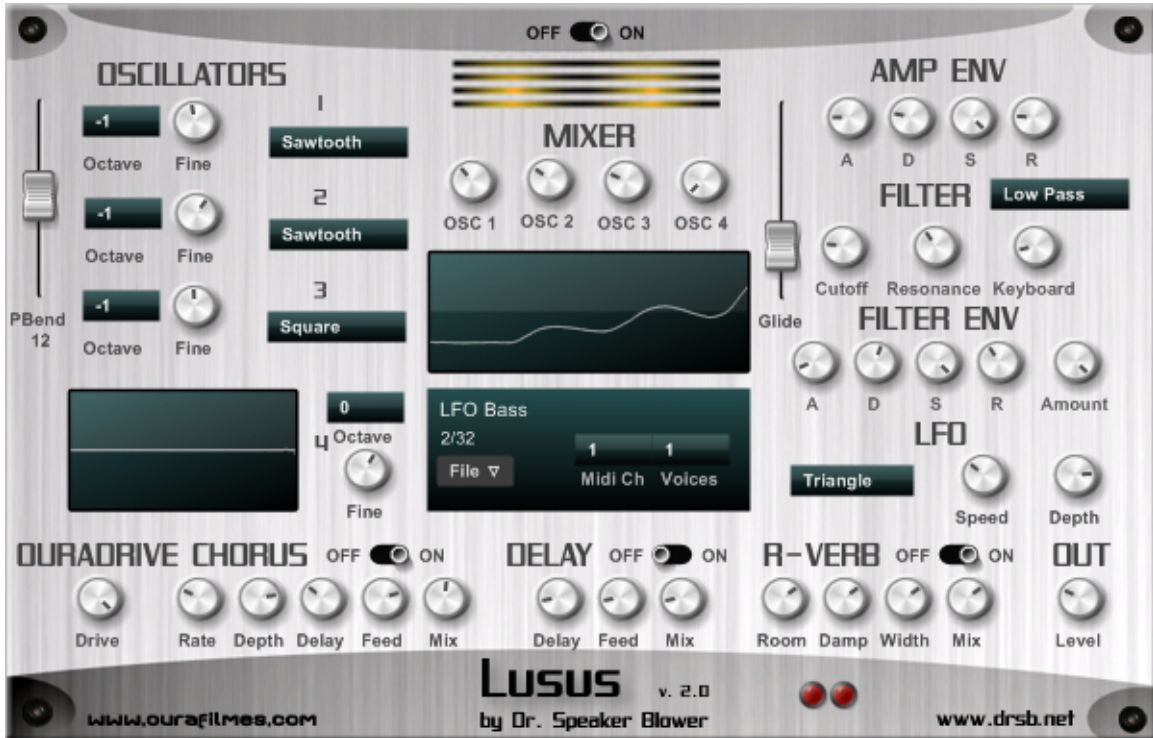 OFF ON
OSCILLATORS
AMP ENV
-1
Octave Fine
1
Sawtooth
MIXER
A D S R
-1
Octave Fine
2
Sawtooth
OSC 1 OSC 2 OSC 3 OSC 4
FILTER Low Pass
Cutoff Resonance Keyboard
-1
Octave Fine
3
Square
PBend
12
Glide
FILTER ENV
A D S R Amount
0
4 Octave
Fine
LFO Bass
2/32
File
1 1
Midi Ch Voices
LFO
Triangle
Speed Depth
OURADRIVE CHORUS OFF ON DELAY OFF ON R-VERB OFF ON OUT
Drive Rate Depth Delay Feed Mix Delay Feed Mix Room Damp Width Mix Level
Lusus v. 2.0
www.ourafilmes.com by Dr. Speaker Blower www.drsb.net